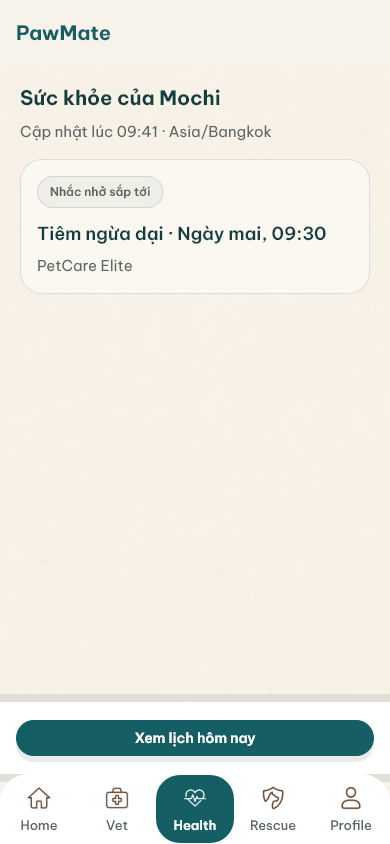 PawMate
Sức khỏe của Mochi
Cập nhật lúc 09:41 · Asia/Bangkok
Nhắc nhở sắp tới
Tiêm ngừa dại · Ngày mai, 09:30
PetCare Elite
Xem lịch hôm nay
Home
Vet
Health
Rescue
Profile